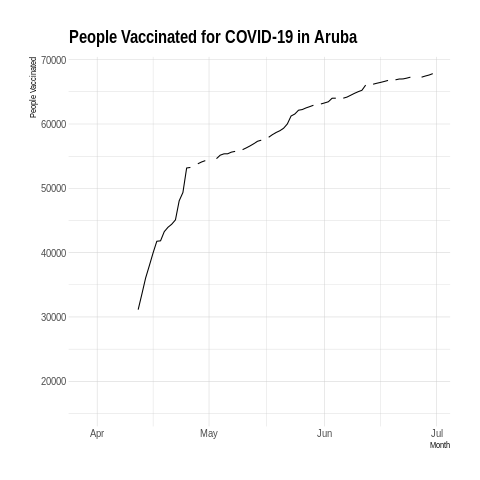 People Vaccinated for COVID-19 in Aruba
People Vaccinated
70000
60000
50000
40000
30000
20000
Apr
May
Jun
Jul
Month